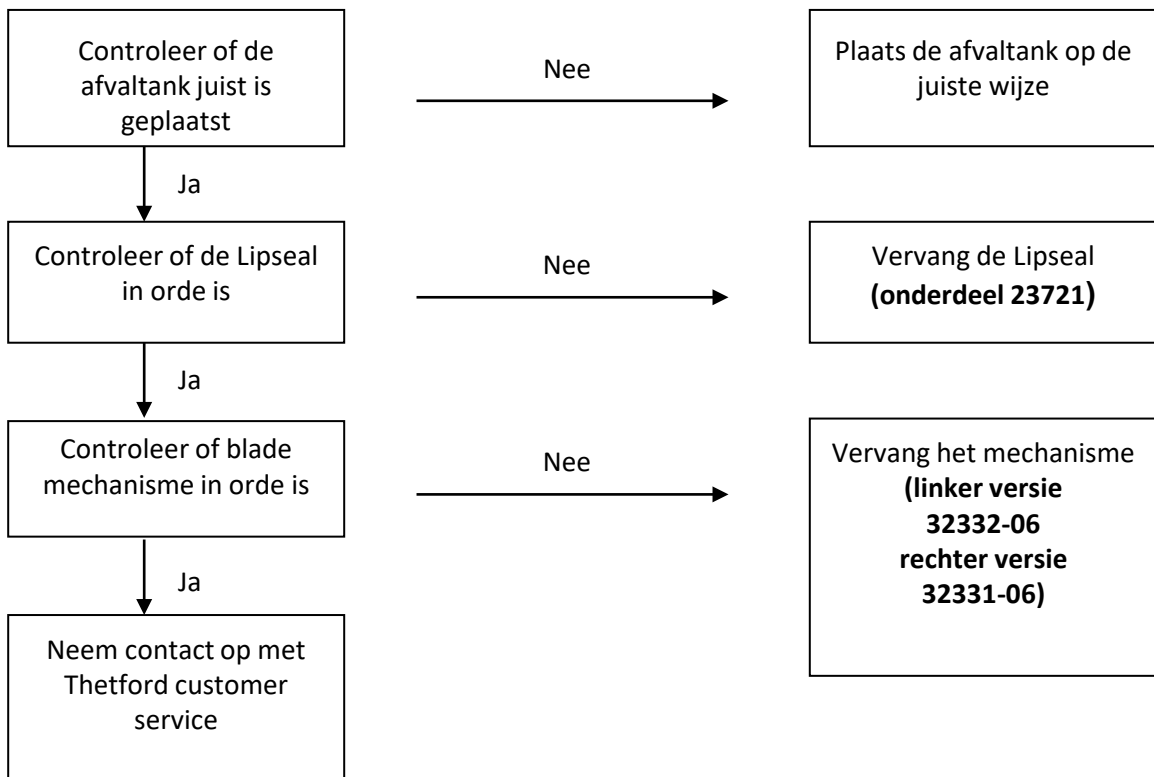 Controleer of de
afvaltank juist is
geplaatst
Nee
Plaats de afvaltank op de
juiste wijze
Ja
Controleer of de Lipseal
in orde is
Nee
Vervang de Lipseal
(onderdeel 23721)
Ja
Controleer of blade
mechanisme in orde is
Nee
Vervang het mechanisme
(linker versie
32332-06
rechter versie
32331-06)
Ja
Neem contact op met
Thetford customer
service